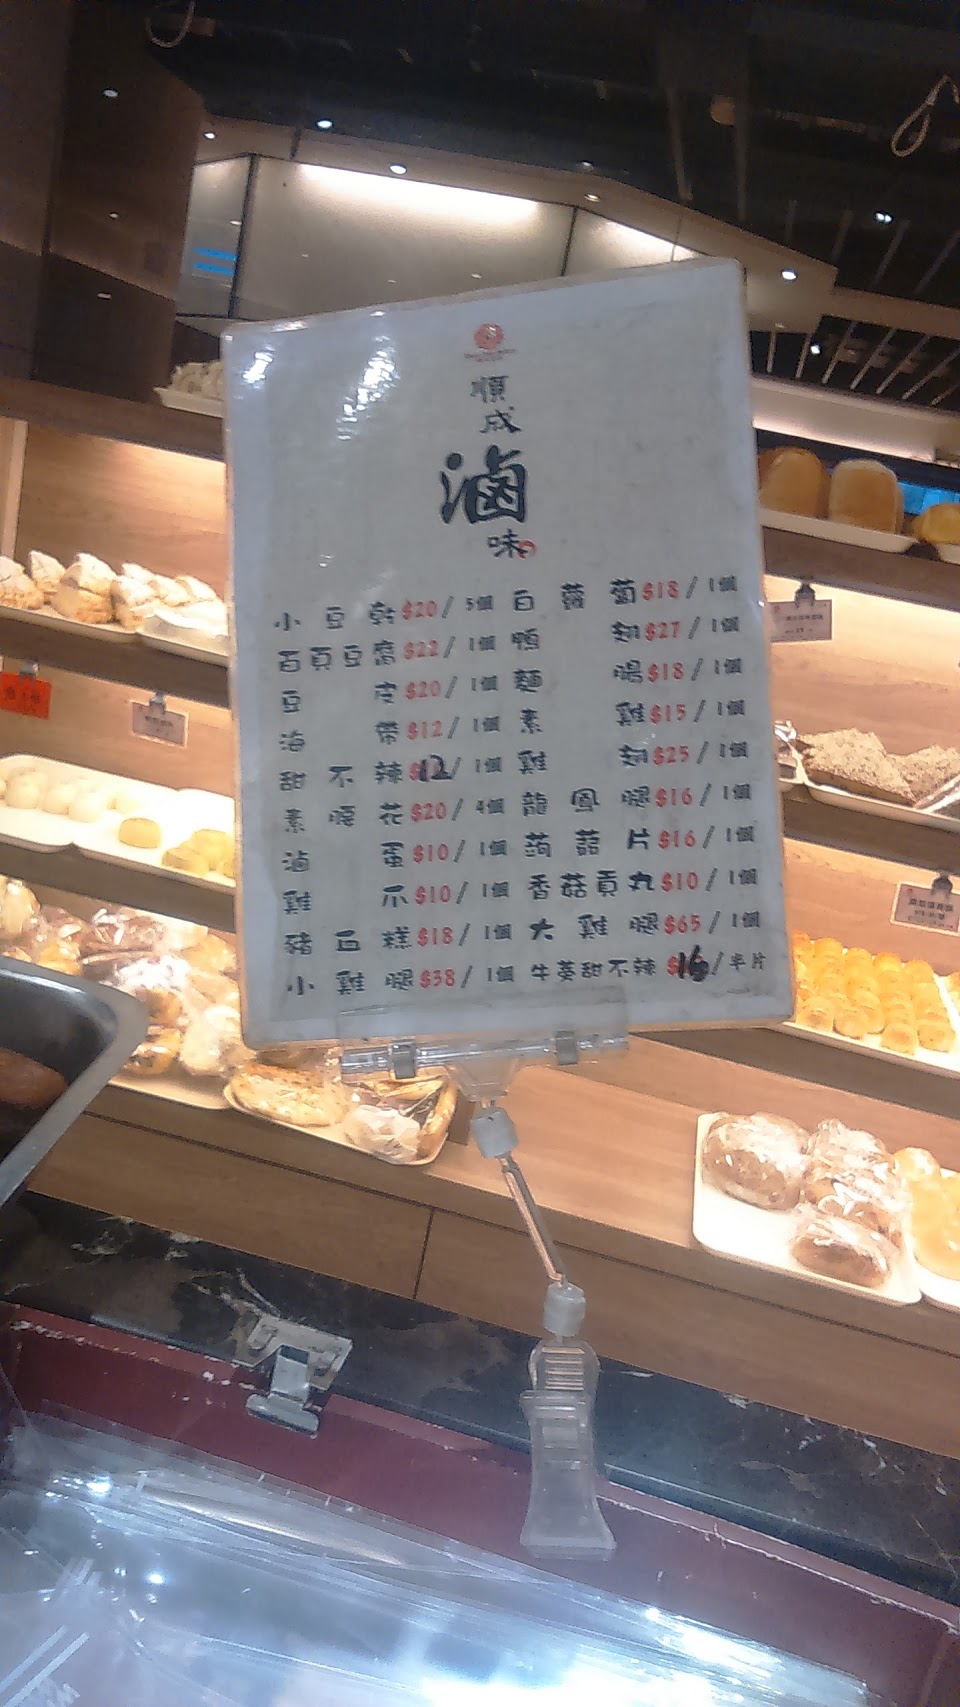 順
成
滷
味
小豆乾$20/5個
百頁豆腐$22/1個
豆皮$20/1個
海帶$12/1個
甜不辣$12/1個
素腰花$20/4個
滷蛋$10/1個
雞爪$10/1個
豬血糕$18/1個
小雞腿$38/1個
白蘿蔔$18/1個
鴨翅$27/1個
麵腸$18/1個
素雞$15/1個
雞翅$25/1個
龍鳳腿$16/1個
蒟蒻片$16/1個
香菇貢丸$10/1個
大雞腿$65/1個
牛蒡甜不辣$16/半片